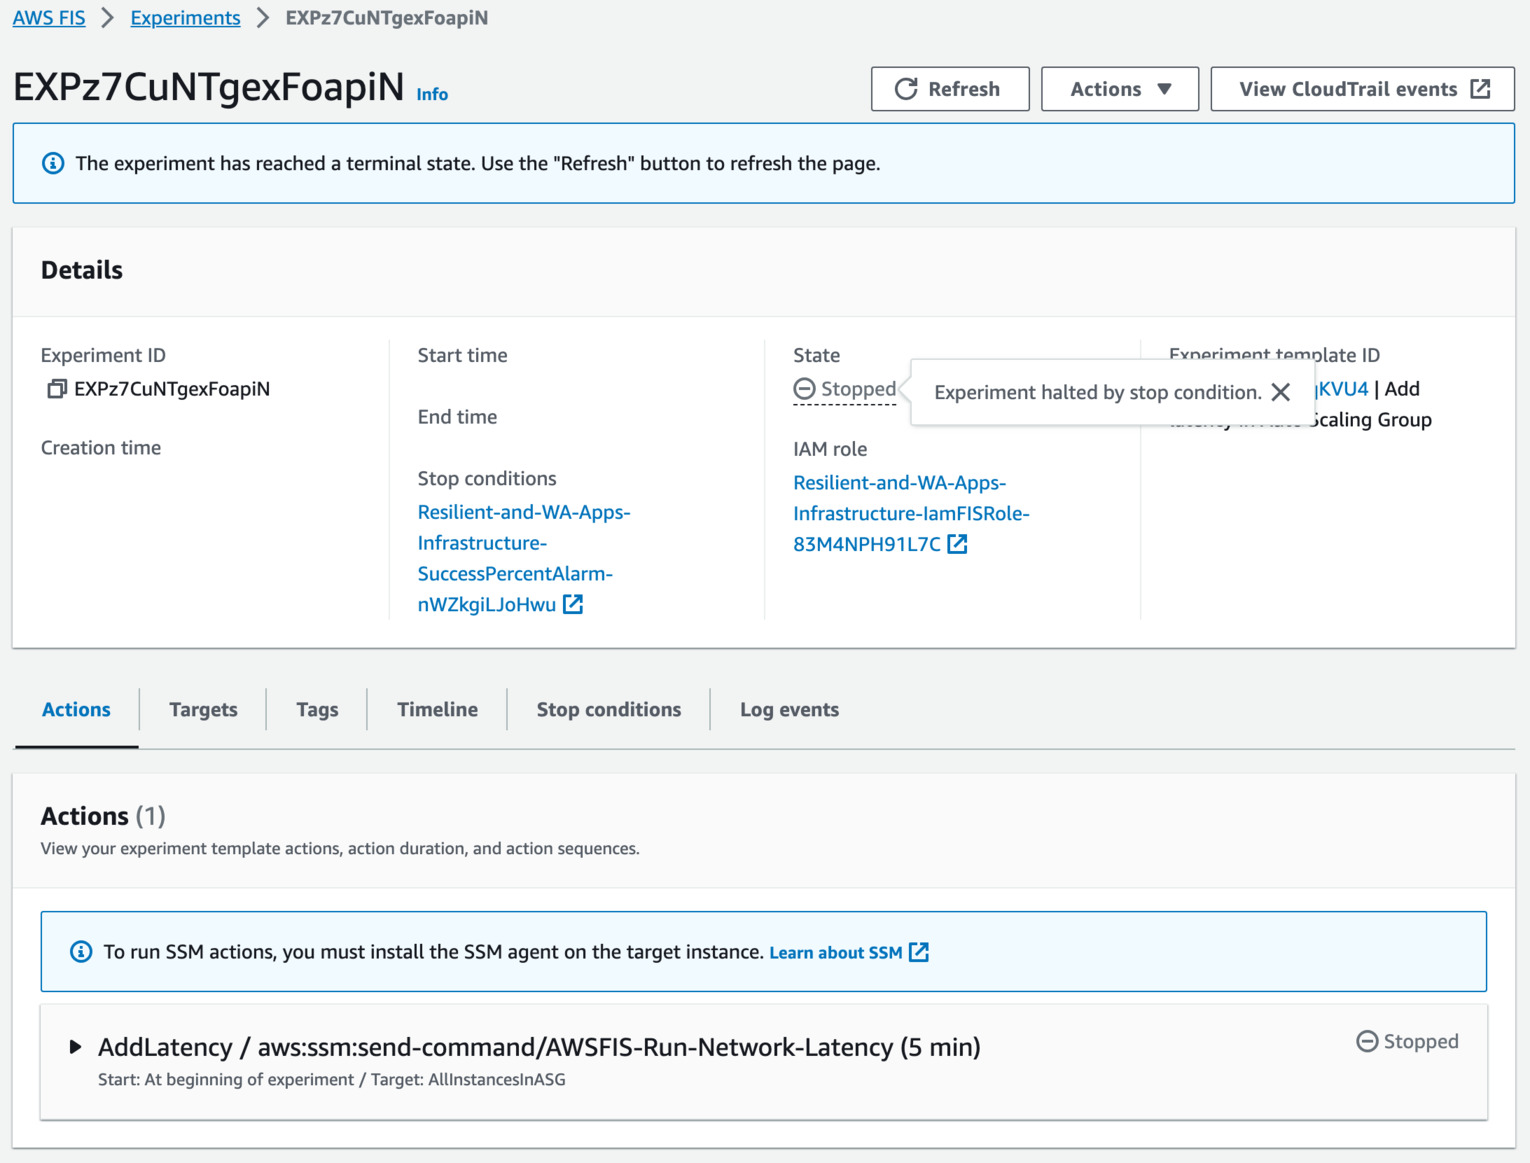 AWS FIS > Experiments > EXPz7CuNTgexFoapiN
EXPz7CuNTgexFoapiN Info
Refresh
Actions
View CloudTrail events
The experiment has reached a terminal state. Use the "Refresh" button to refresh the page.
Details
Experiment ID
EXPz7CuNTgexFoapiN
Creation time
Start time
End time
Stop conditions
Resilient-and-WA-Apps-
Infrastructure-
SuccessPercentAlarm-
nWZkgiLJoHwu
State
Stopped
Experiment halted by stop condition.
IAM role
Resilient-and-WA-Apps-
Infrastructure-IamFISRole-
83M4NPH91L7C
Experiment template ID
KVU4 | Add
latency in Auto Scaling Group
Actions
Targets
Tags
Timeline
Stop conditions
Log events
Actions (1)
View your experiment template actions, action duration, and action sequences.
To run SSM actions, you must install the SSM agent on the target instance. Learn about SSM
AddLatency / aws:ssm:send-command/AWSFIS-Run-Network-Latency (5 min)
Stopped
Start: At beginning of experiment / Target: AllInstancesInASG